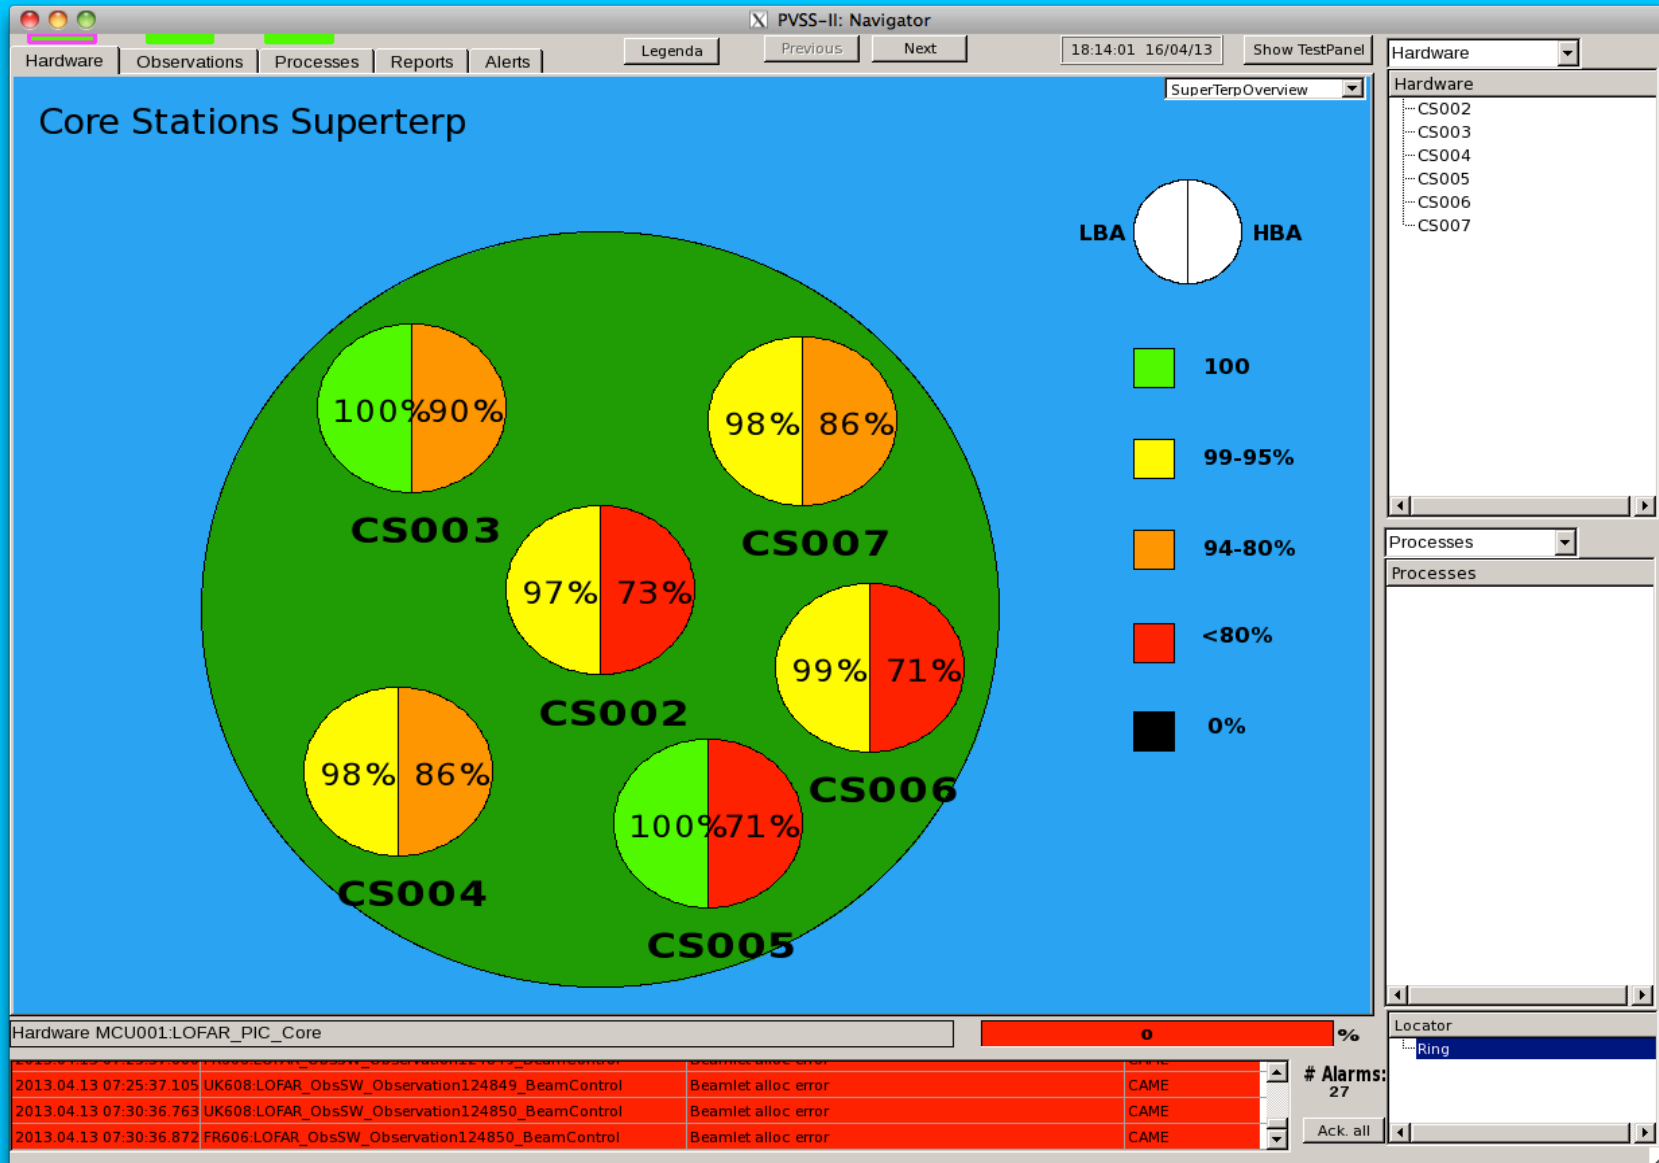 PVSS-II: Navigator
Hardware Observations Processes Reports Alerts
Legenda Previous Next 18:14:01 16/04/13 Show TestPanel
SuperTerpOverview
Core Stations Superterp
LBA HBA
100
99-95%
94-80%
<80%
0%
100% 90%
CS003
98% 86%
CS007
97% 73%
CS002
99% 71%
CS006
98% 86%
CS004
100% 71%
CS005
Hardware
Hardware
CS002
CS003
CS004
CS005
CS006
CS007
Processes
Processes
Hardware MCU001:LOFAR_PIC_Core
0 %
Locator
Ring
2013.04.13 07:25:37.105 UK608:LOFAR_ObsSW_Observation124849_BeamControl Beamlet alloc error CAME
2013.04.13 07:30:36.763 UK608:LOFAR_ObsSW_Observation124850_BeamControl Beamlet alloc error CAME
2013.04.13 07:30:36.872 FR606:LOFAR_ObsSW_Observation124850_BeamControl Beamlet alloc error CAME
# Alarms:
27
Ack. all